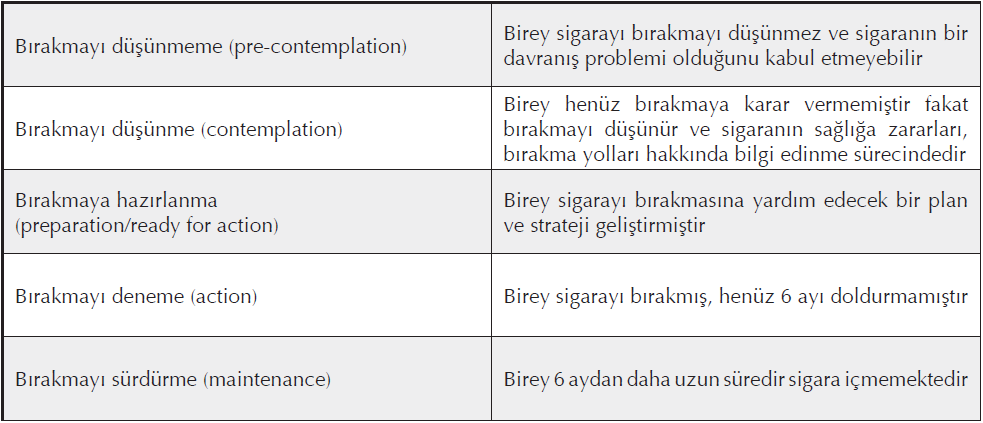 Bırakmayı düşünmeme (pre-contemplation)
Birey sigarayı bırakmayı düşünmez ve sigaranın bir
davranış problemi olduğunu kabul etmeyebilir
Bırakmayı düşünme (contemplation)
Birey henüz bırakmaya karar vermemiştir fakat
bırakmayı düşünür ve sigaranın sağlığa zararları,
bırakma yolları hakkında bilgi edinme sürecindedir
Bırakmaya hazırlanma
(preparation/ready for action)
Birey sigarayı bırakmasına yardım edecek bir plan
ve strateji geliştirmiştir
Bırakmayı deneme (action)
Birey sigarayı bırakmış, henüz 6 ayı doldurmamıştır
Bırakmayı sürdürme (maintenance)
Birey 6 aydan daha uzun süredir sigara içmemektedir